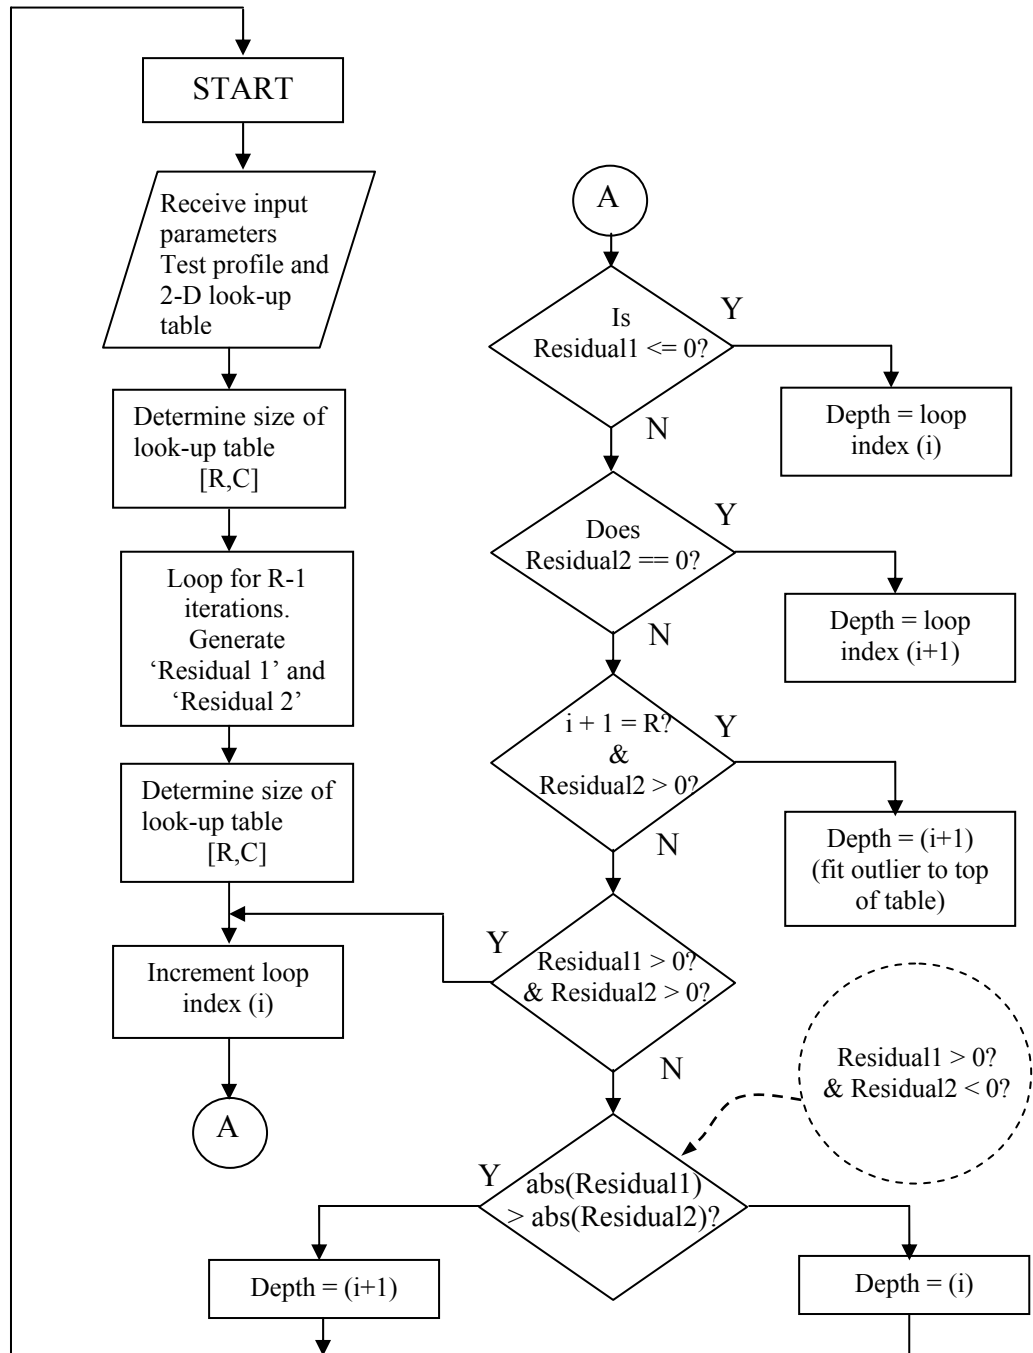 START
Receive input
parameters
Test profile and
2-D look-up
table
Determine size of
look-up table
[R,C]
Loop for R-1
iterations.
Generate
‘Residual 1’ and
‘Residual 2’
Determine size of
look-up table
[R,C]
Increment loop
index (i)
A
A
Is
Residual1 <= 0?
Y
N
Depth = loop
index (i)
Does
Residual2 == 0?
Y
N
Depth = loop
index (i+1)
i + 1 = R?
&
Residual2 > 0?
Y
N
Depth = (i+1)
(fit outlier to top
of table)
Residual1 > 0?
& Residual2 > 0?
Y
N
Residual1 > 0?
& Residual2 < 0?
abs(Residual1)
> abs(Residual2)?
Y
Depth = (i+1)
Depth = (i)